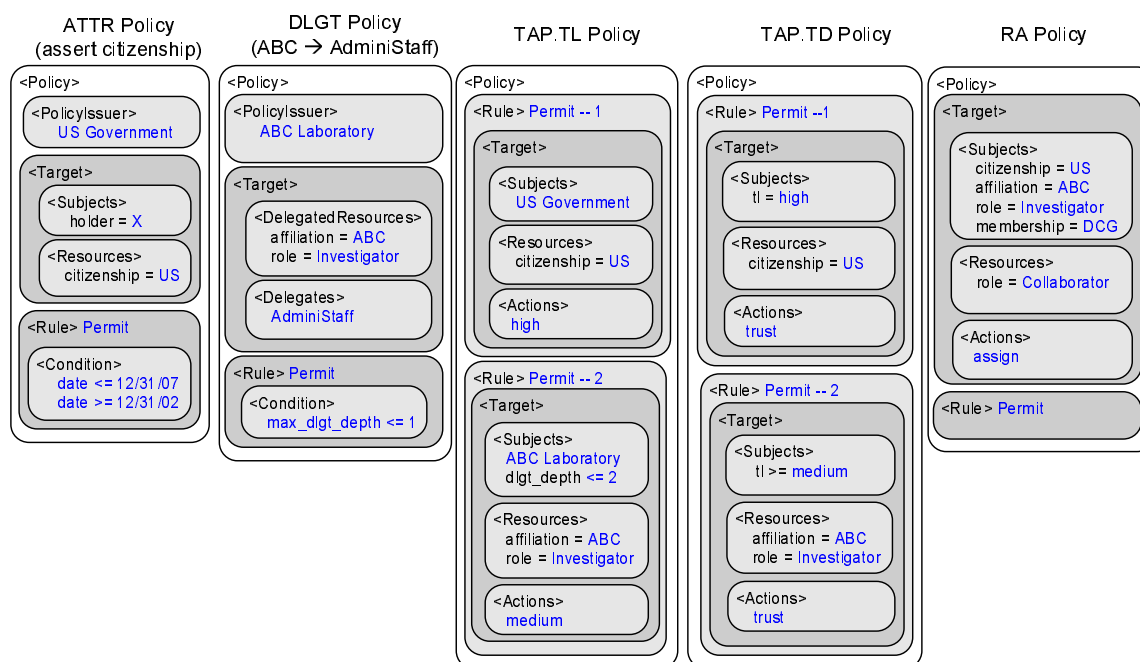 ATTR Policy
(assert citizenship)
<Policy>
<PolicyIssuer>
US Government
<Target>
<Subjects>
holder = X
<Resources>
citizenship = US
<Rule> Permit
<Condition>
date <= 12/31/07
date >= 12/31/02
DLGT Policy
(ABC → AdminiStaff)
<Policy>
<PolicyIssuer>
ABC Laboratory
<Target>
<DelegatedResources>
affiliation = ABC
role = Investigator
<Delegates>
AdminiStaff
<Rule> Permit
<Condition>
max_dlgt_depth <= 1
TAP.TL Policy
<Policy>
<Rule> Permit -- 1
<Target>
<Subjects>
US Government
<Resources>
citizenship = US
<Actions>
high
<Rule> Permit -- 2
<Target>
<Subjects>
ABC Laboratory
dlgt_depth <= 2
<Resources>
affiliation = ABC
role = Investigator
<Actions>
medium
TAP.TD Policy
<Policy>
<Rule> Permit --1
<Target>
<Subjects>
tl = high
<Resources>
citizenship = US
<Actions>
trust
<Rule> Permit -- 2
<Target>
<Subjects>
tl >= medium
<Resources>
affiliation = ABC
role = Investigator
<Actions>
trust
RA Policy
<Policy>
<Target>
<Subjects>
citizenship = US
affiliation = ABC
role = Investigator
membership = DCG
<Resources>
role = Collaborator
<Actions>
assign
<Rule> Permit